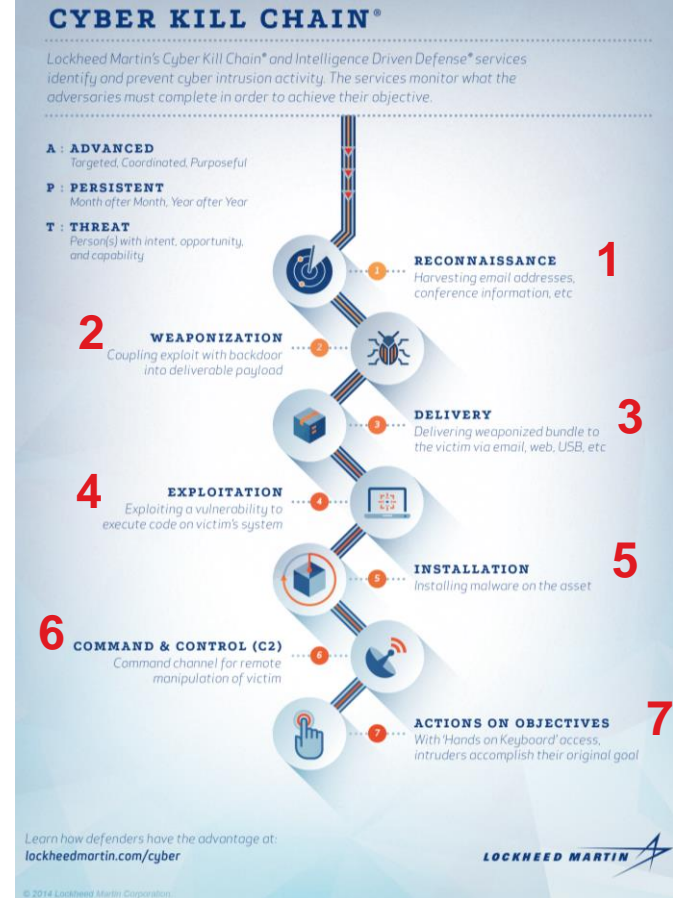 CYBER KILL CHAIN®
Lockheed Martin's Cyber Kill Chain® and Intelligence Driven Defense® services
identify and prevent cyber intrusion activity. The services monitor what the
adversaries must complete in order to achieve their objective.
A : ADVANCED
Targeted, Coordinated, Purposeful
P : PERSISTENT
Month after Month, Year after Year
T : THREAT
Person(s) with intent, opportunity,
and capability
1
RECONNAISSANCE
Harvesting email addresses,
conference information, etc
1
2
WEAPONIZATION
Coupling exploit with backdoor
into deliverable payload
2
3
DELIVERY
Delivering weaponized bundle to
the victim via email, web, USB, etc
3
4
EXPLOITATION
Exploiting a vulnerability to
execute code on victim's system
4
5
INSTALLATION
Installing malware on the asset
5
6
COMMAND & CONTROL (C2)
Command channel for remote
manipulation of victim
6
7
ACTIONS ON OBJECTIVES
With 'Hands on Keyboard' access,
intruders accomplish their original goal
7
Learn how defenders have the advantage at:
lockheedmartin.com/cyber
LOCKHEED MARTIN
© 2014 Lockheed Martin Corporation